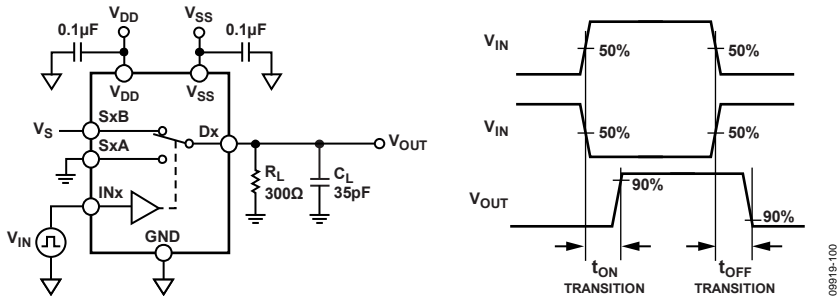 VDD
VSS
0.1µF
0.1µF
VDD
VSS
VS
SxB
SxA
Dx
VOUT
RL
300Ω
CL
35pF
INx
VIN
GND
VIN
50%
50%
VIN
50%
50%
VOUT
90%
90%
tON
TRANSITION
tOFF
TRANSITION
09919-100